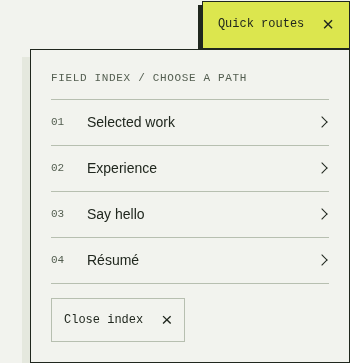 Quick routes ×
FIELD INDEX / CHOOSE A PATH
01 Selected work
02 Experience
03 Say hello
04 Résumé
Close index ×